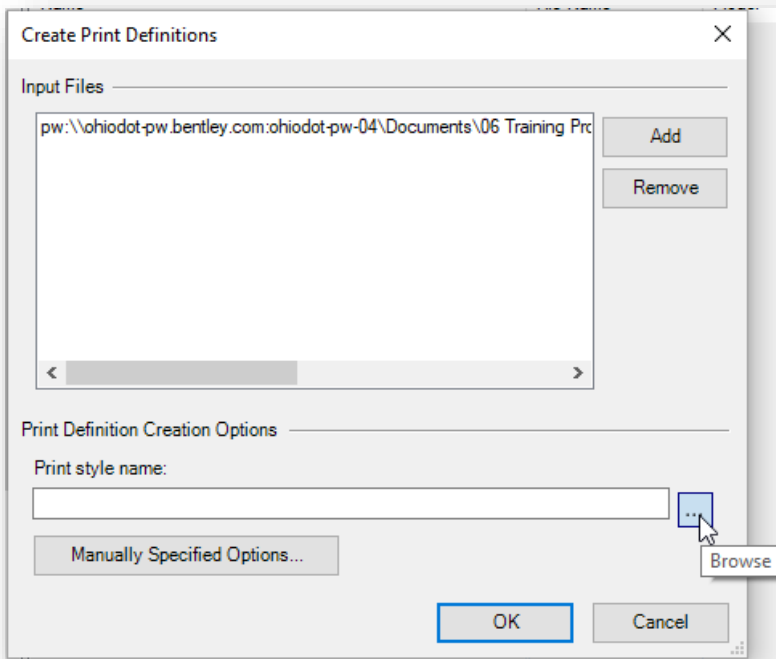 Create Print Definitions
Input Files
pw:\\ohiodot-pw.bentley.com:ohiodot-pw-04\Documents\06 Training Prc
Add
Remove
Print Definition Creation Options
Print style name:
...
Browse
Manually Specified Options...
OK
Cancel